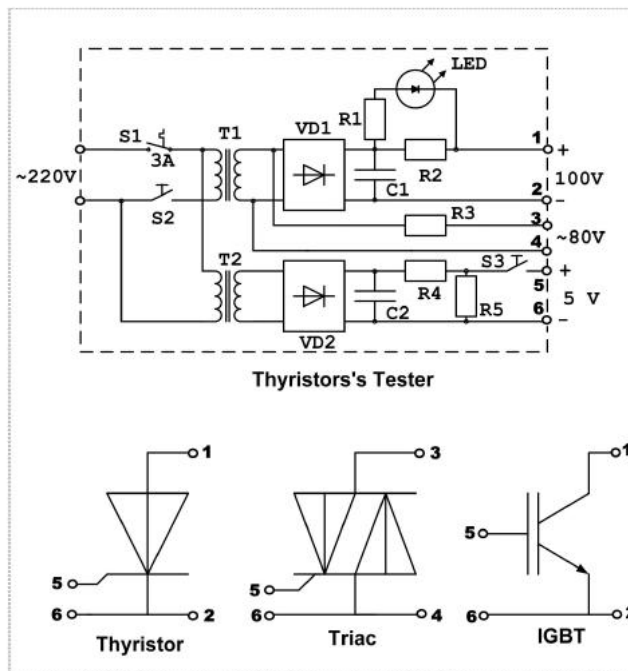 LED
R1
S1
T1
VD1
1
+
3A
R2
~220V
C1
100V
2
-
S2
R3
3
~80V
4
T2
S3
+
5
R4
C2
R5
5 V
6
-
VD2
Thyristors's Tester
1
3
1
5
5
5
6
2
6
4
6
Thyristor
Triac
IGBT